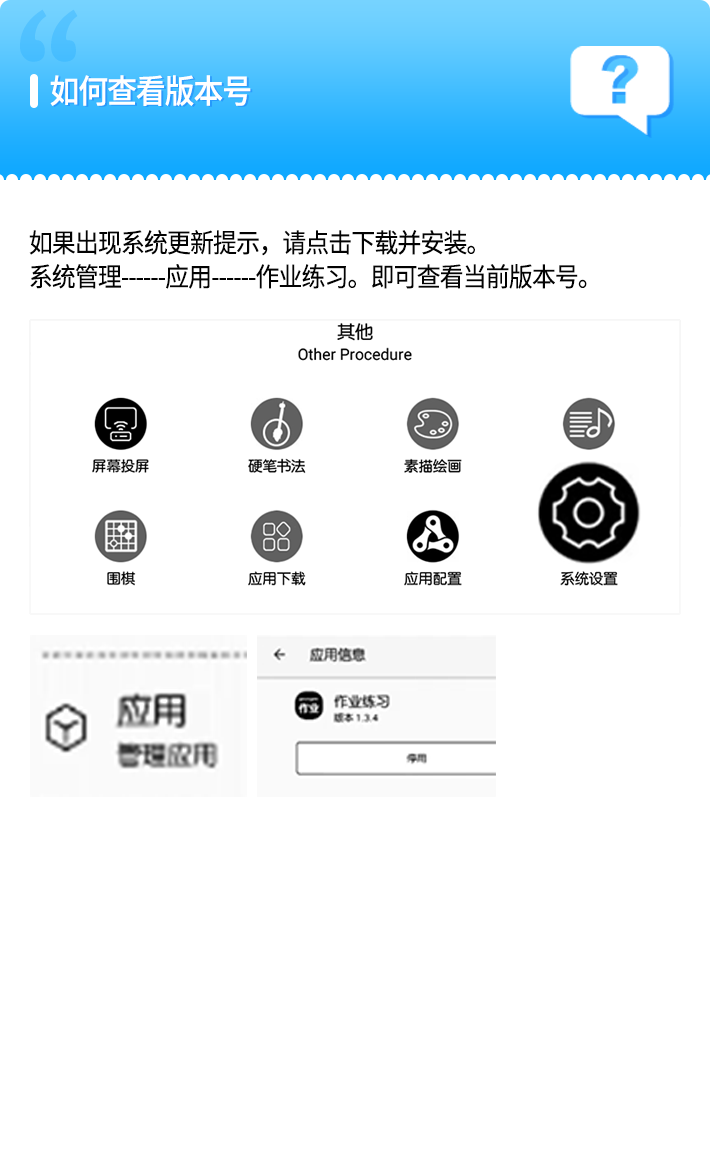 如何查看版本号
?
如果出现系统更新提示，请点击下载并安装。
系统管理------应用------作业练习。即可查看当前版本号。
其他
Other Procedure
屏幕投屏
硬笔书法
素描绘画
围棋
应用下载
应用配置
系统设置
应用
管理应用
应用信息
作业
作业练习
版本 1.3.4
停用